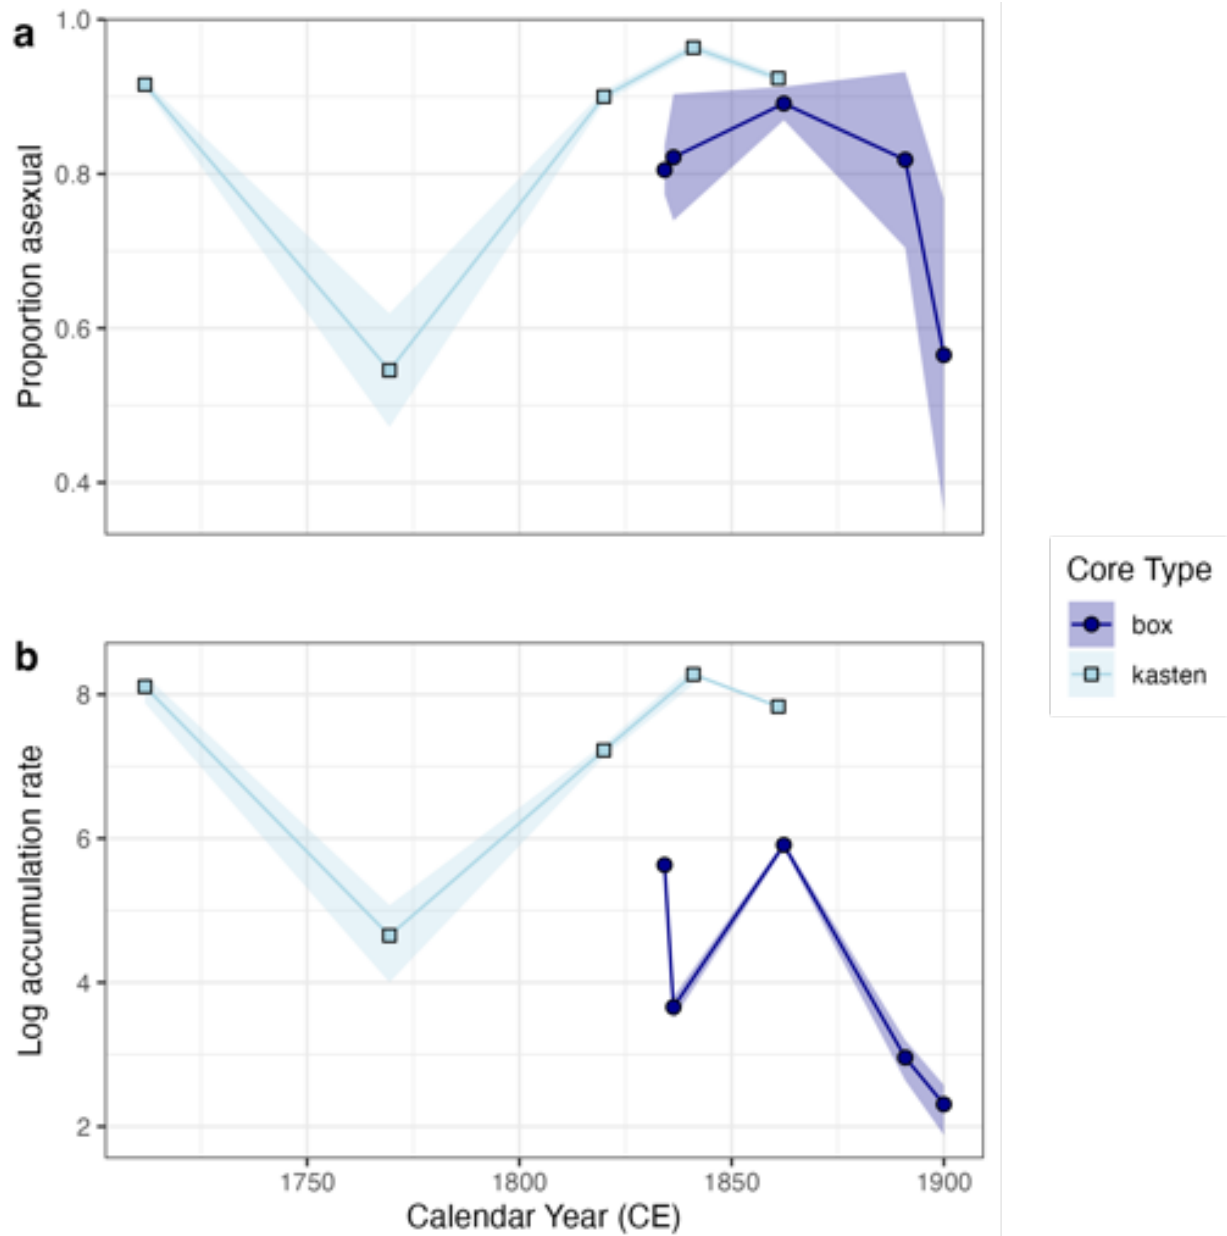 a
1.0
0.8
0.6
0.4
Proportion asexual
b
8
6
4
2
Log accumulation rate
1750 1800 1850 1900
Calendar Year (CE)
Core Type
box
kasten